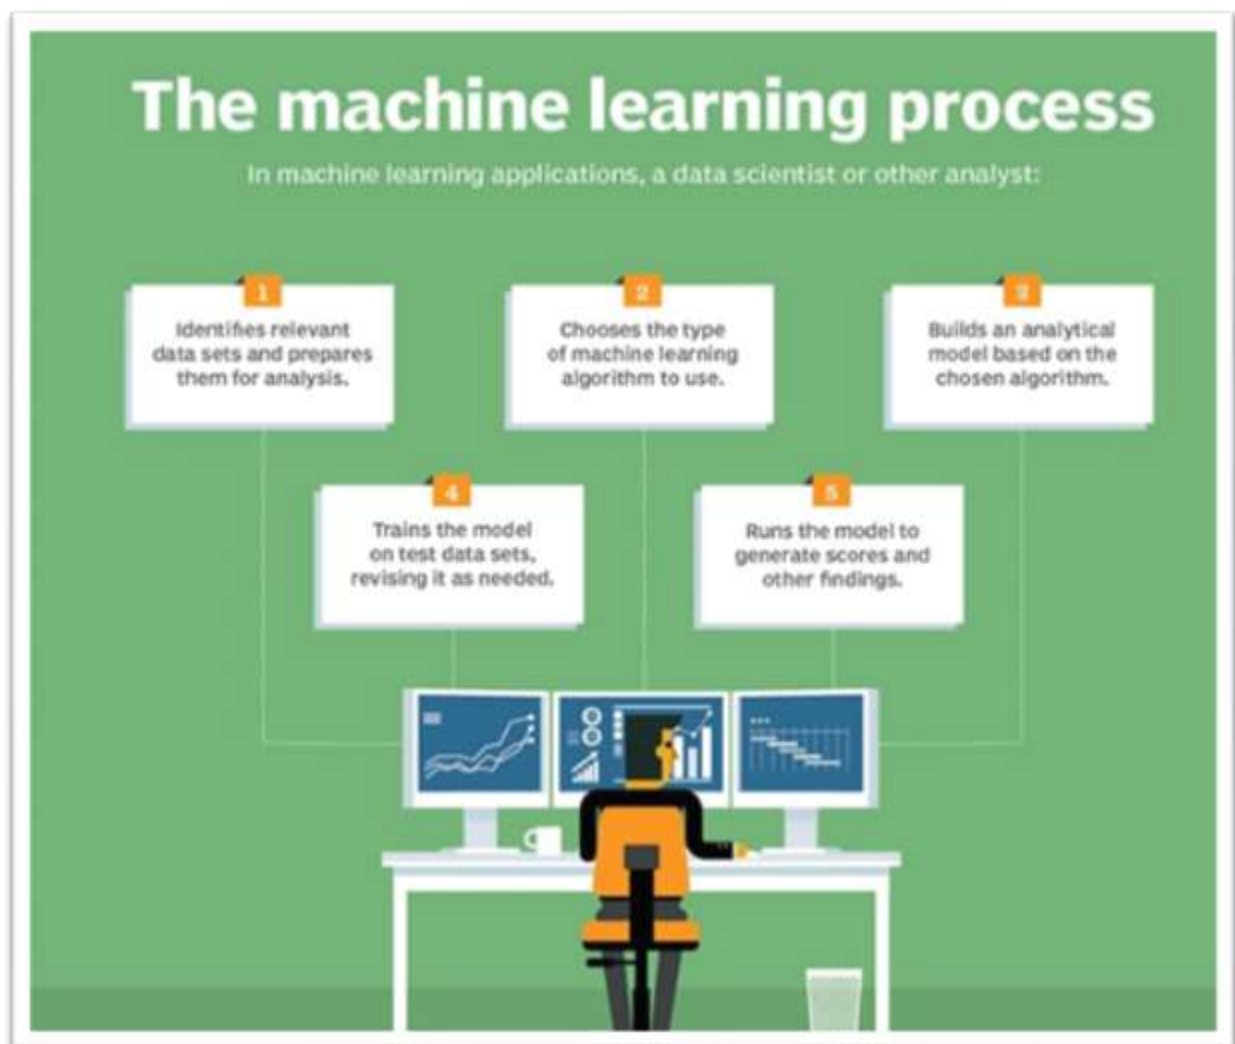 The machine learning process
In machine learning applications, a data scientist or other analyst:
1
Identifies relevant
data sets and prepares
them for analysis.
2
Chooses the type
of machine learning
algorithm to use.
3
Builds an analytical
model based on the
chosen algorithm.
4
Trains the model
on test data sets,
revising it as needed.
5
Runs the model to
generate scores and
other findings.